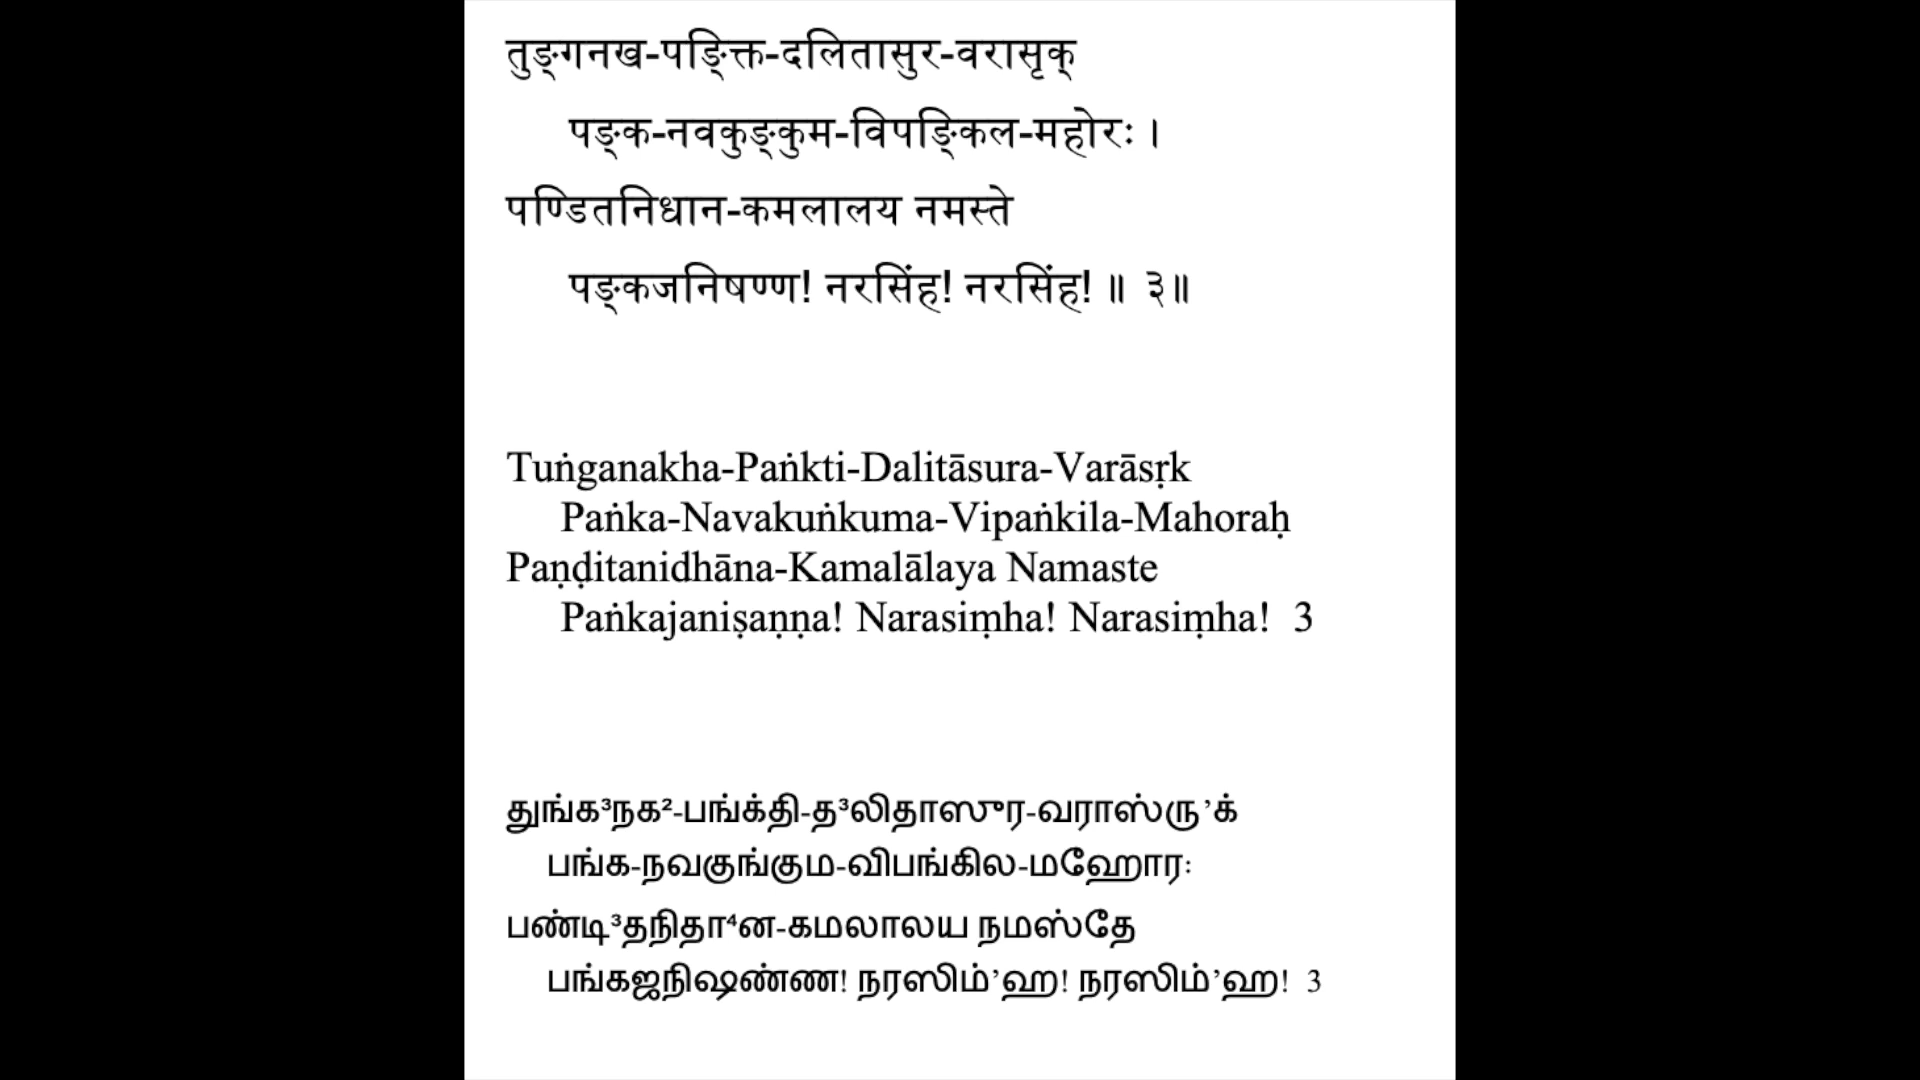 तुङ्गनख-पङ्क्ति-दलितासुर-वरासृक्
पङ्क-नवकुङ्कुम-विपङ्किल-महोरः ।
पण्डितनिधान-कमलालय नमस्ते
पङ्कजनिषण्ण! नरसिंह! नरसिंह! ॥ ३॥
Tuṅganakha-Paṅkti-Dalitāsura-Varāsṛk
Paṅka-Navakuṅkuma-Vipaṅkila-Mahoraḥ
Paṇḍitanidhāna-Kamalālaya Namaste
Paṅkajaniṣaṇṇa! Narasiṃha! Narasiṃha! 3
துங்க³நக²-பங்க்தி-த³லிதாஸுர-வராஸ்ரு’க்
பங்க-நவகுங்கும-விபங்கில-மஹோர꞉
பண்டி³தநிதா⁴ன-கமலாலய நமஸ்தே
பங்கஜநிஷண்ண! நரஸிம்’ஹ! நரஸிம்’ஹ! 3